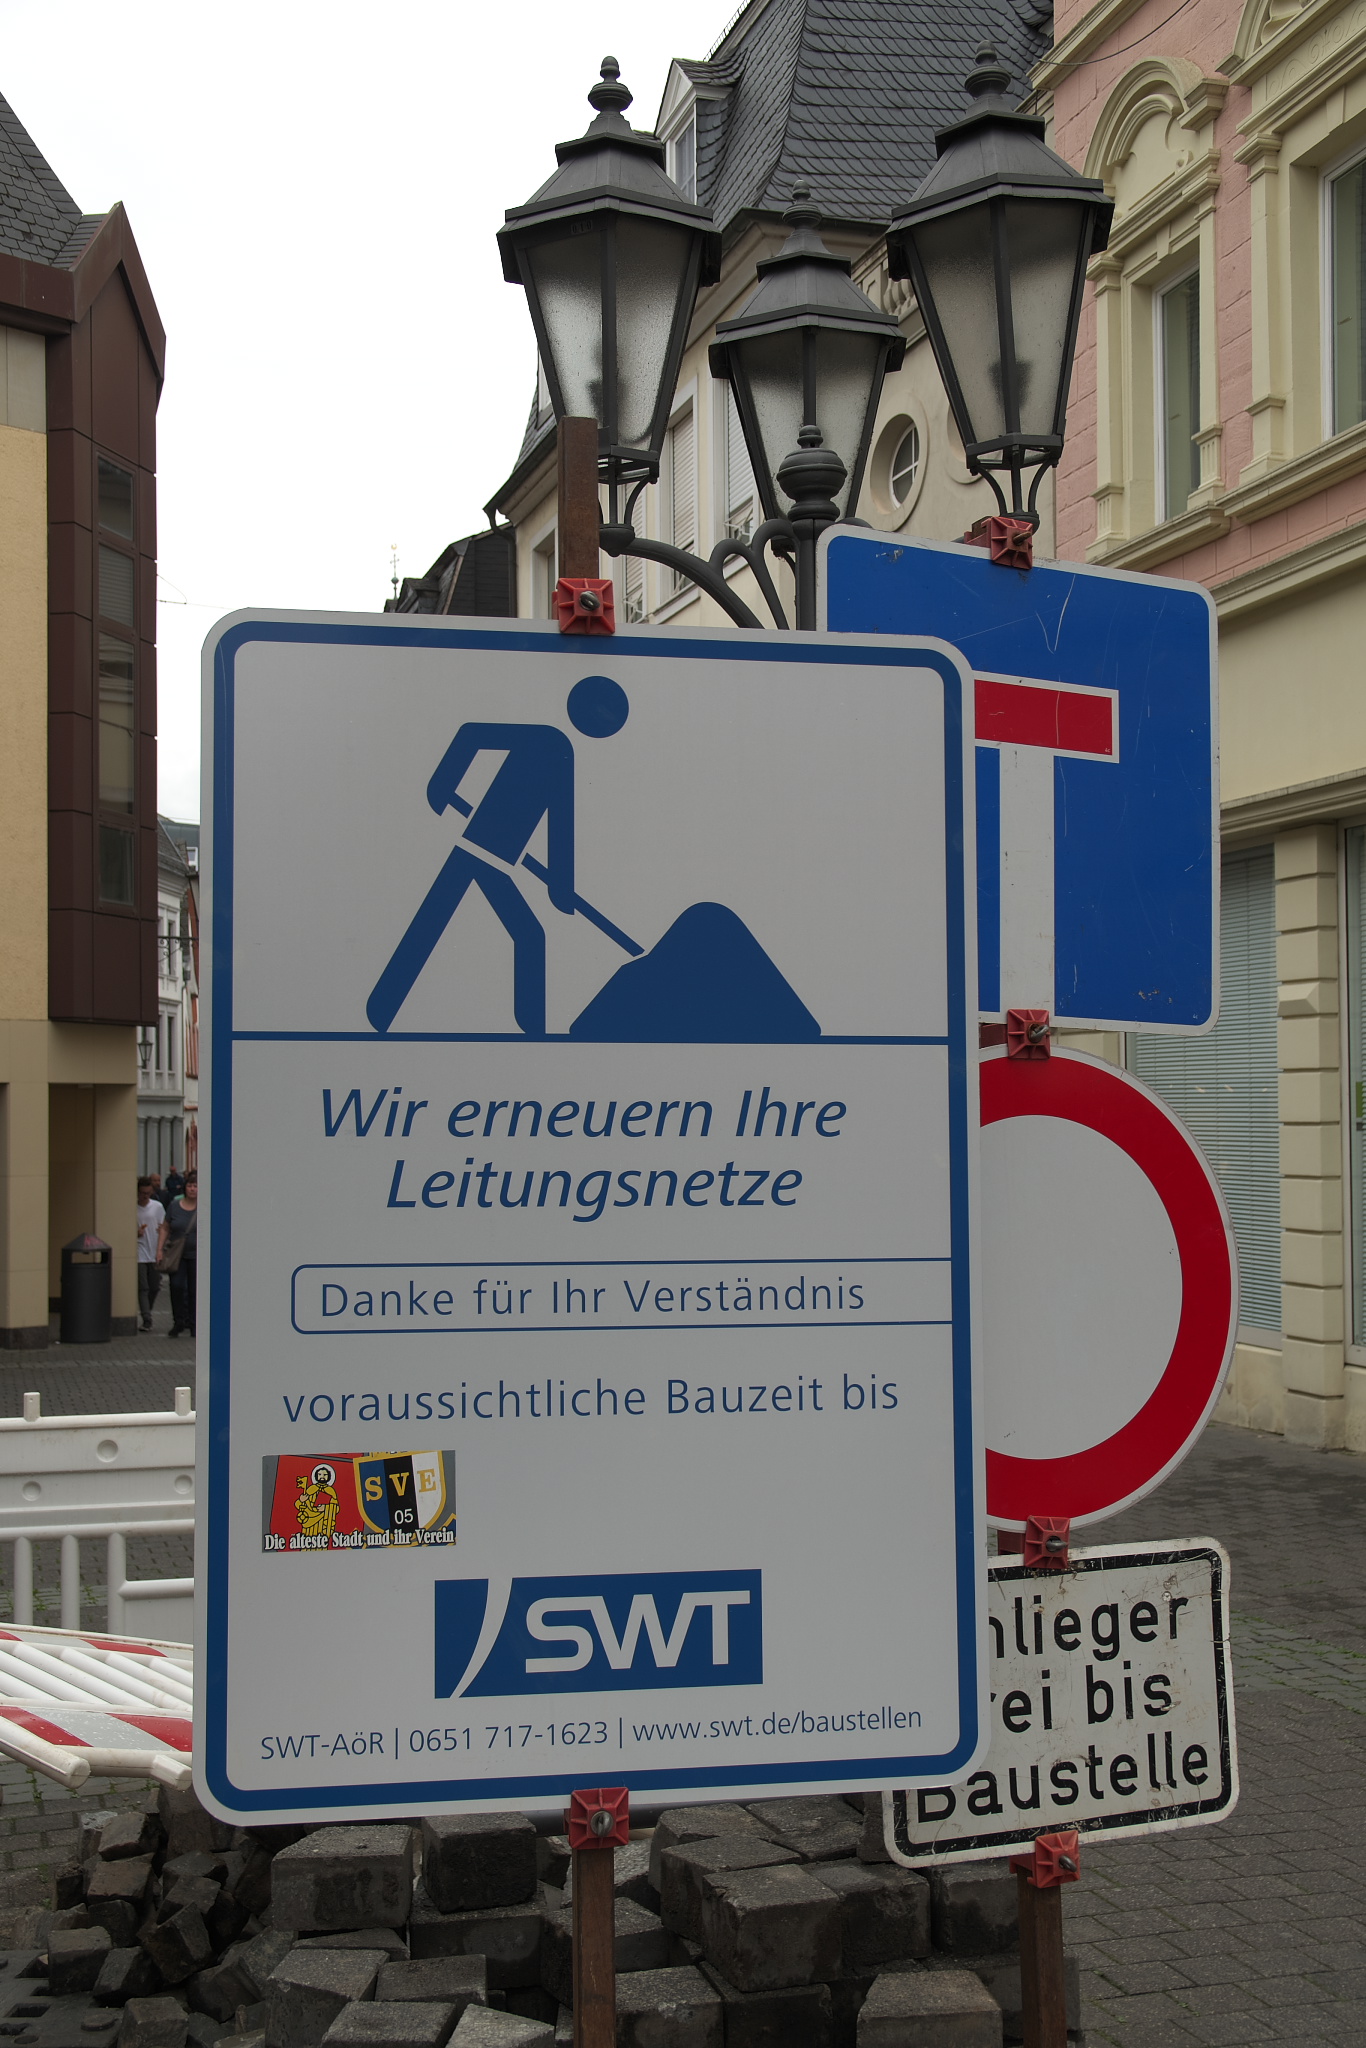 Wir erneuern Ihre
Leitungsnetze
Danke für Ihr Verständnis
voraussichtliche Bauzeit bis
SVE
05
Die älteste Stadt und ihr Verein
SWT
SWT-AöR | 0651 717-1623 | www.swt.de/baustellen
nlieger
rei bis
Baustelle